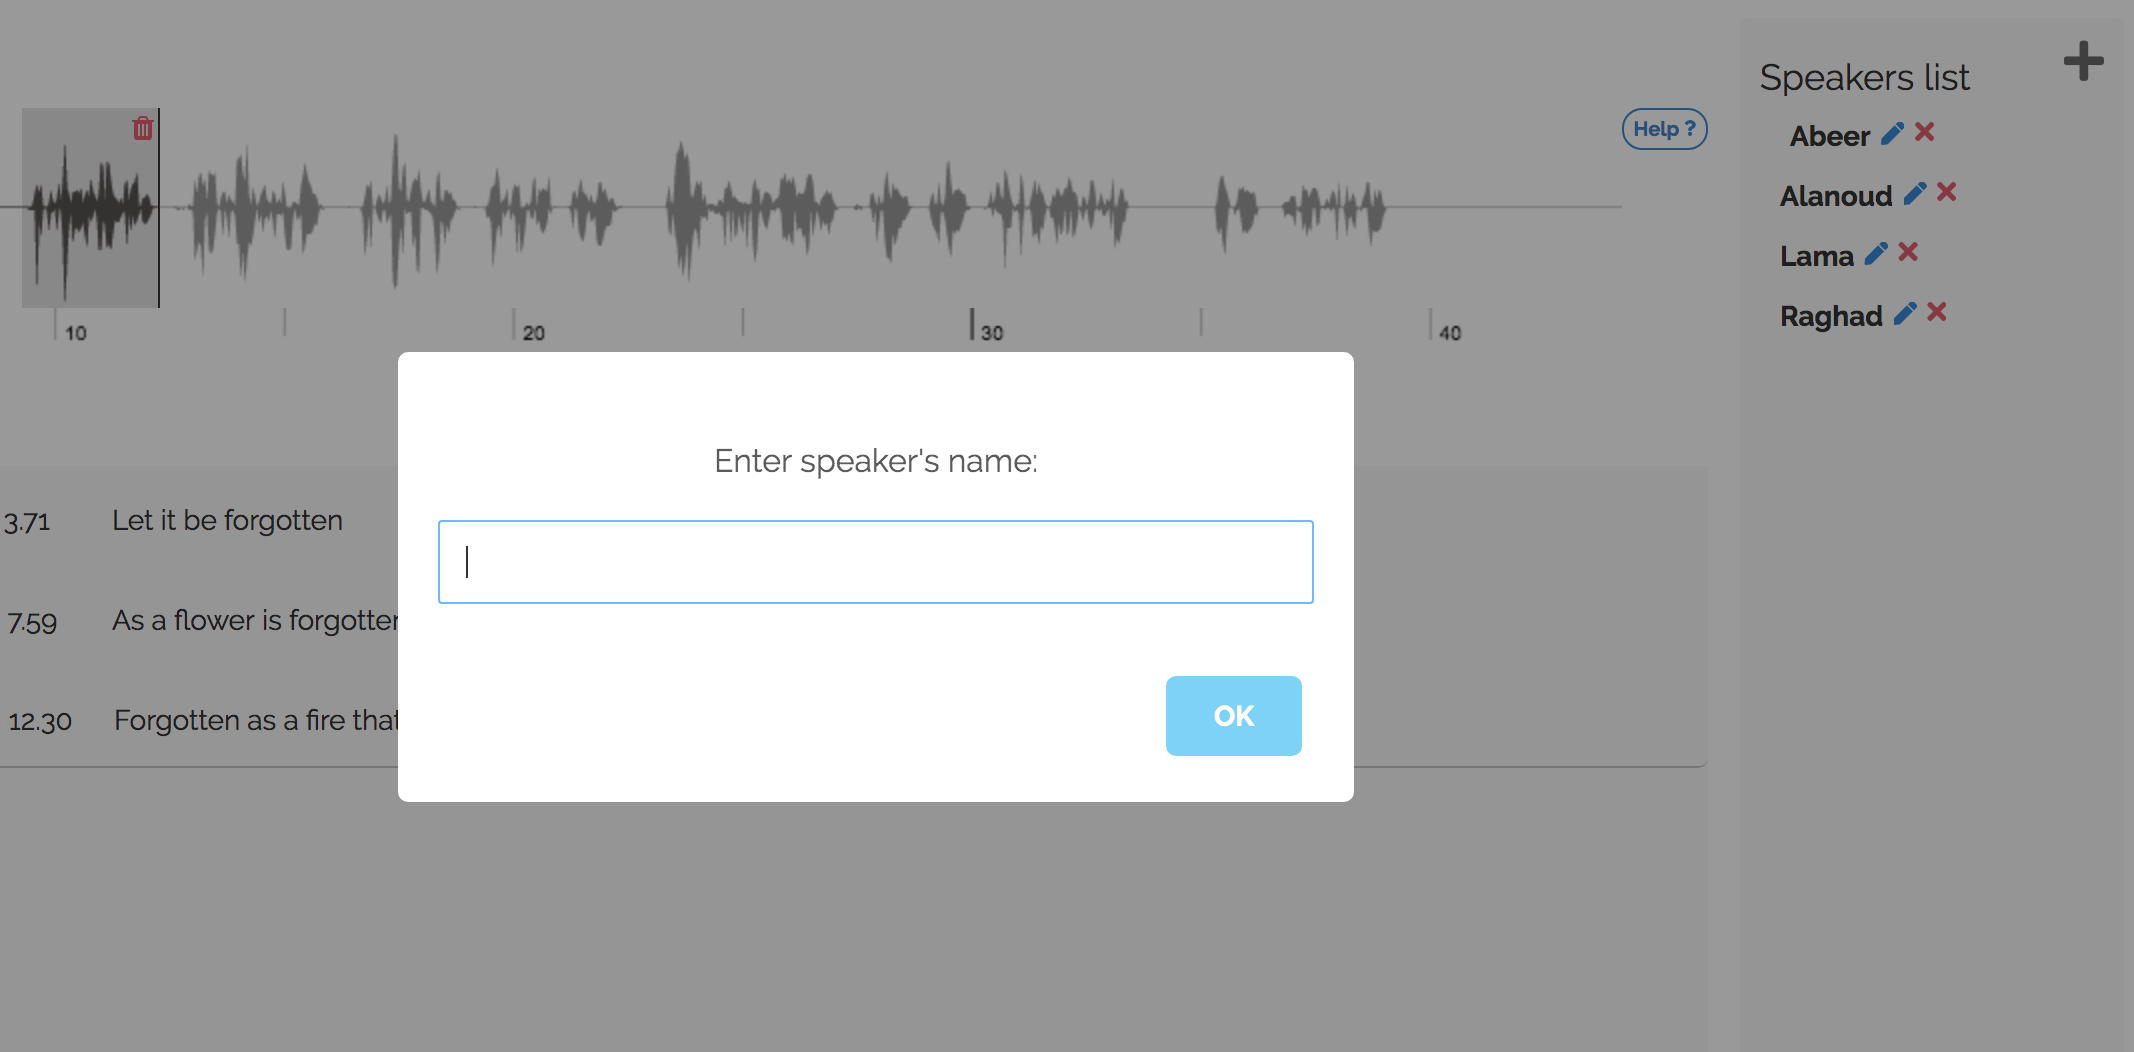 Speakers list
Help ?
Abeer
Alanoud
Lama
Raghad
10
20
30
40
Enter speaker's name:
3.71 Let it be forgotten
7.59 As a flower is forgotten
12.30 Forgotten as a fire that
OK